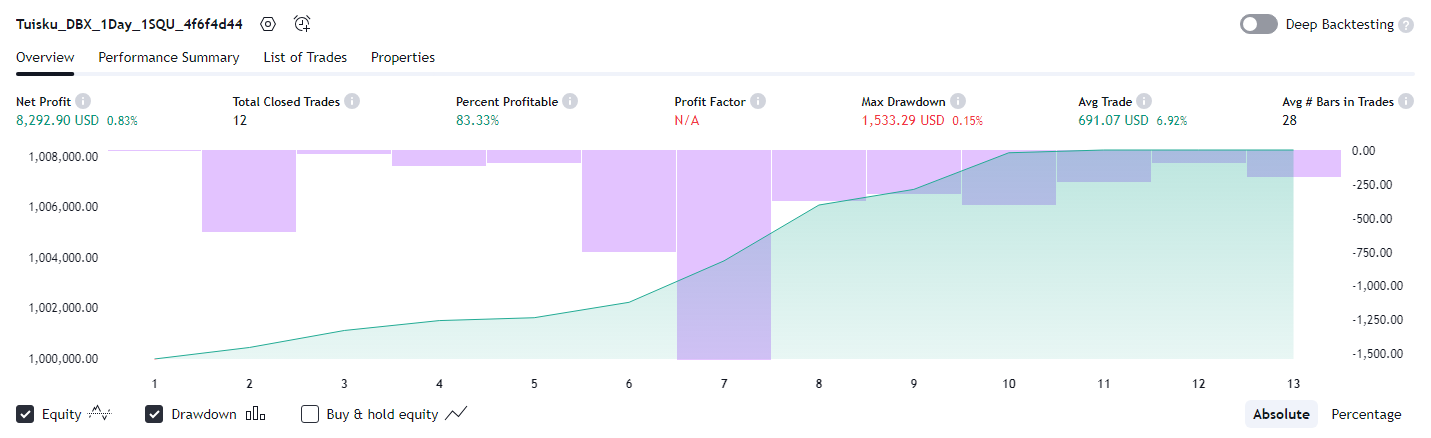 Tuisku_DBX_1Day_1SQU_4f6f4d44 Deep Backtesting ?
Overview Performance Summary List of Trades Properties
Net Profit i Total Closed Trades i Percent Profitable i Profit Factor i Max Drawdown i Avg Trade i Avg # Bars in Trades i
8,292.90 USD 0.83% 12 83.33% N/A 1,533.29 USD 0.15% 691.07 USD 6.92% 28
1,008,000.00 0.00
-250.00
1,006,000.00 -500.00
1,004,000.00 -750.00
-1,000.00
1,002,000.00 -1,250.00
1,000,000.00 -1,500.00
1 2 3 4 5 6 7 8 9 10 11 12 13
Equity Drawdown Buy & hold equity Absolute Percentage